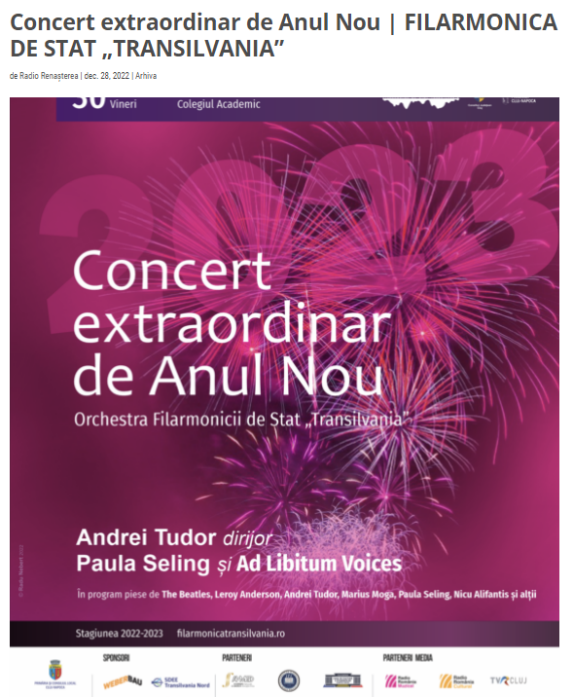 Concert extraordinar de Anul Nou | FILARMONICA
DE STAT „TRANSILVANIA”
de Radio Renașterea | dec. 28, 2022 | Arhiva
30 Vineri Colegiul Academic
CLUJ-NAPOCA
2023
Concert
extraordinar
de Anul Nou
Orchestra Filarmonicii de Stat „Transilvania”
Andrei Tudor dirijor
Paula Seling și Ad Libitum Voices
În program piese de The Beatles, Leroy Anderson, Andrei Tudor, Marius Moga, Paula Seling, Nicu Alifantis și alții
Stagiunea 2022-2023 filarmonicatransilvania.ro
SPONSORI PARTENERI PARTENERI MEDIA
WEBERBAU
SDEE
Transilvania Nord
TVR CLUJ